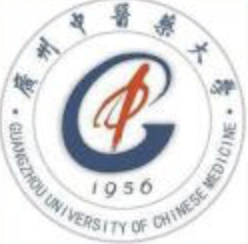 廣州中醫藥大學
1956
GUANGZHOU UNIVERSITY OF CHINESE MEDICINE